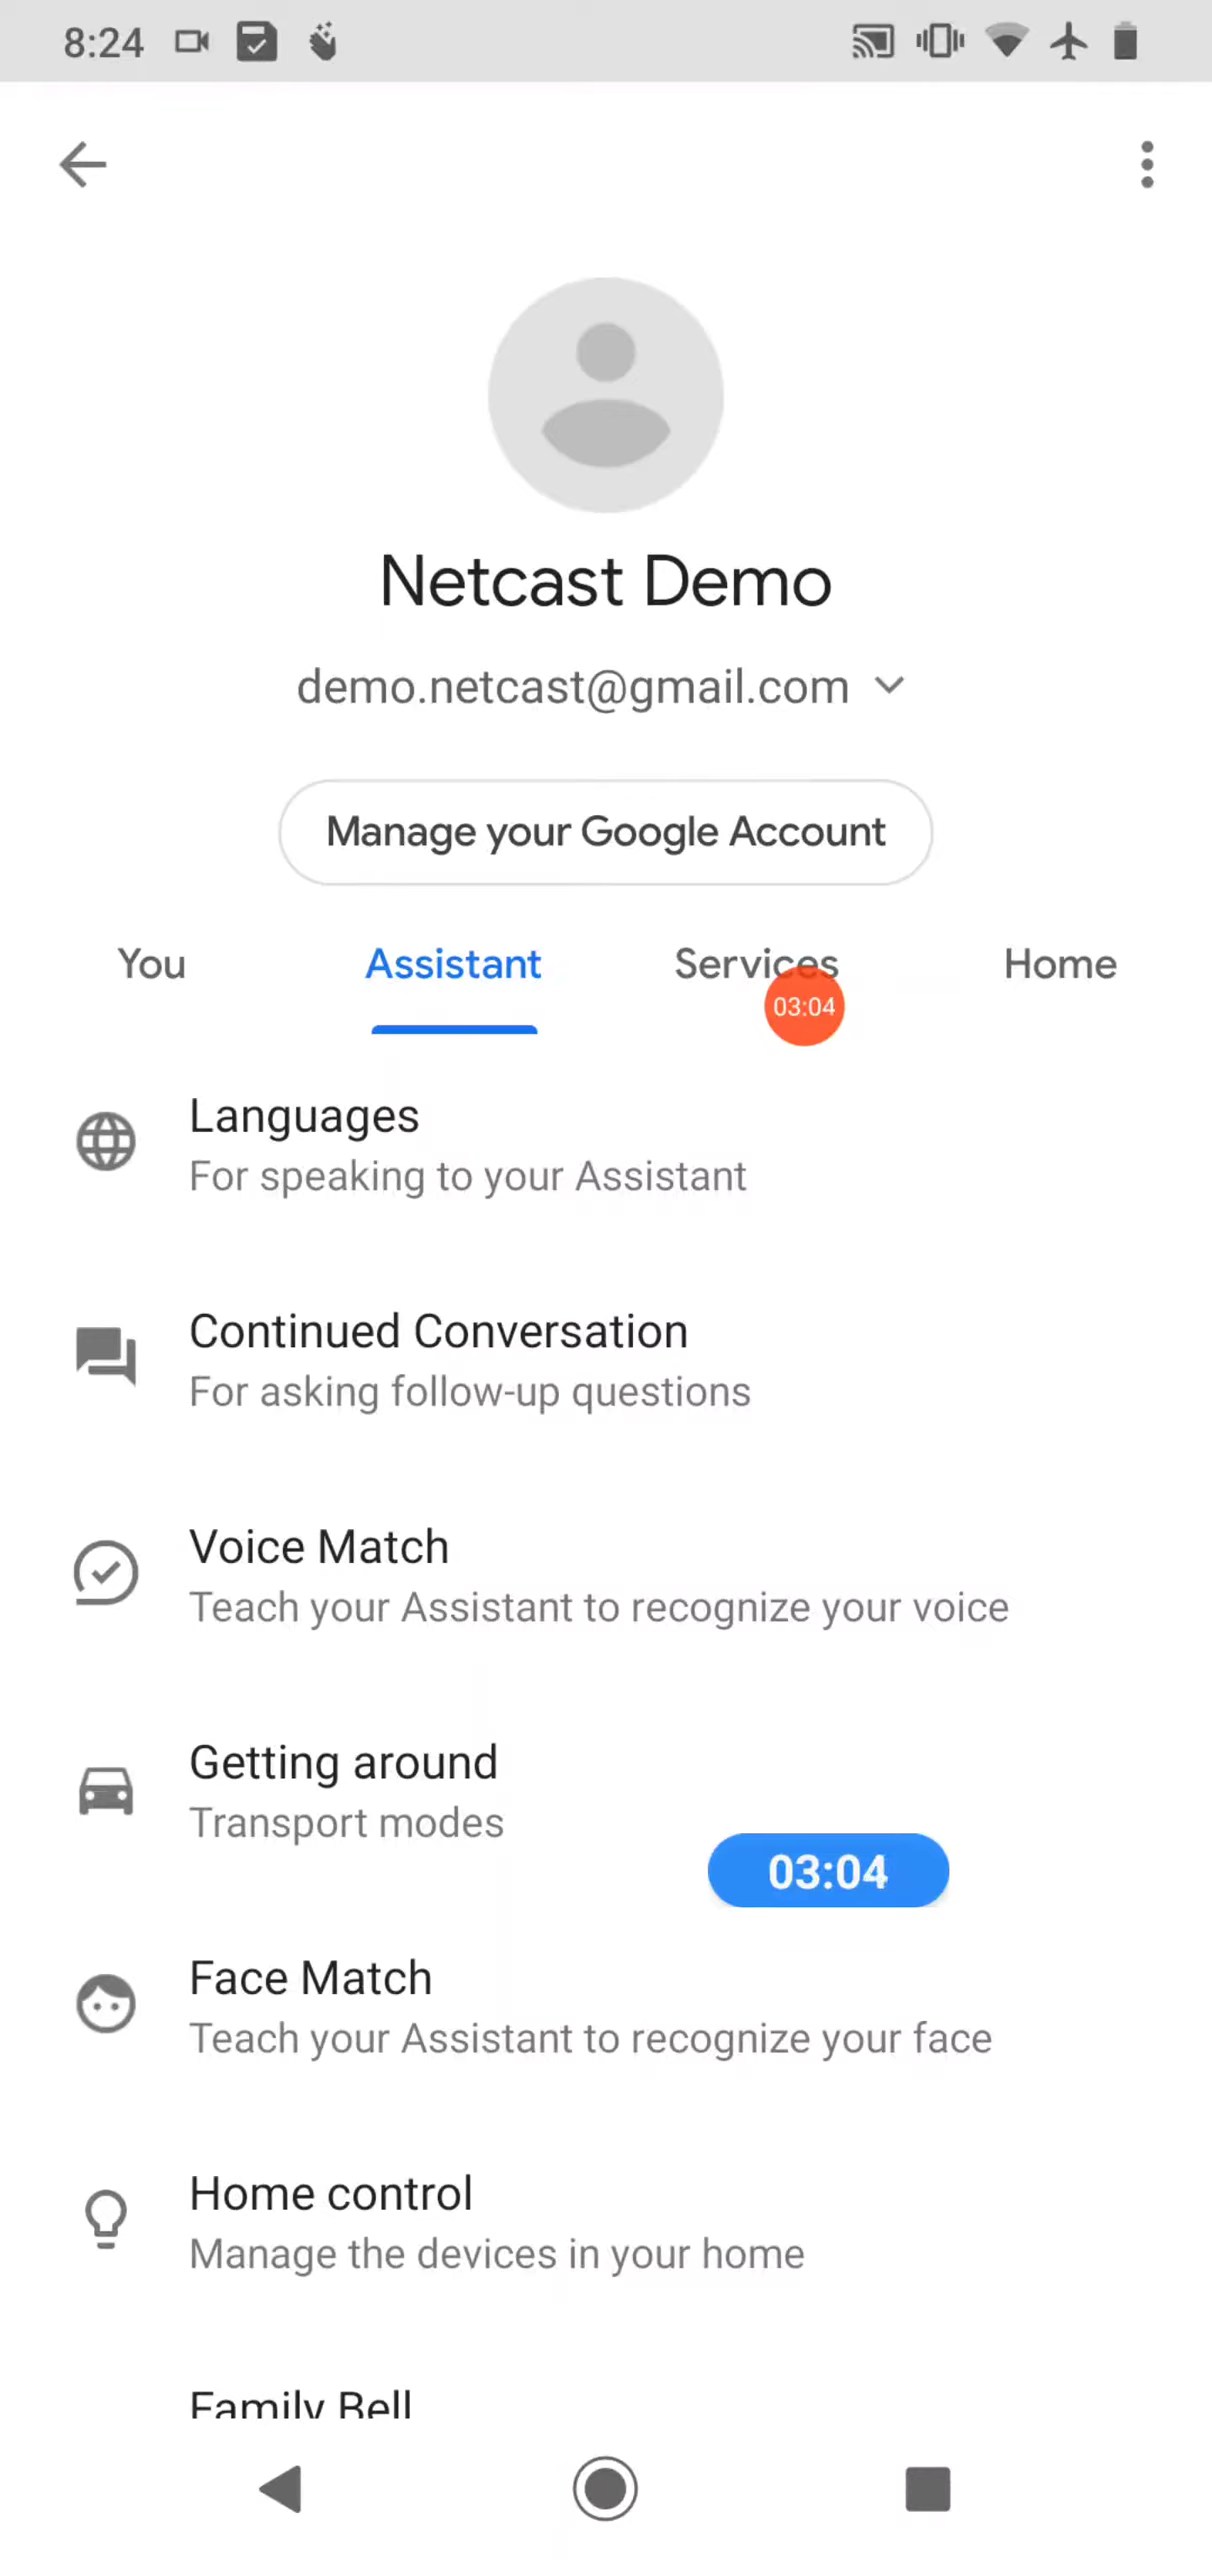 8:24
Netcast Demo
demo.netcast@gmail.com
Manage your Google Account
You Assistant Services Home
03:04
Languages
For speaking to your Assistant
Continued Conversation
For asking follow-up questions
Voice Match
Teach your Assistant to recognize your voice
Getting around
Transport modes
03:04
Face Match
Teach your Assistant to recognize your face
Home control
Manage the devices in your home
Family Bell